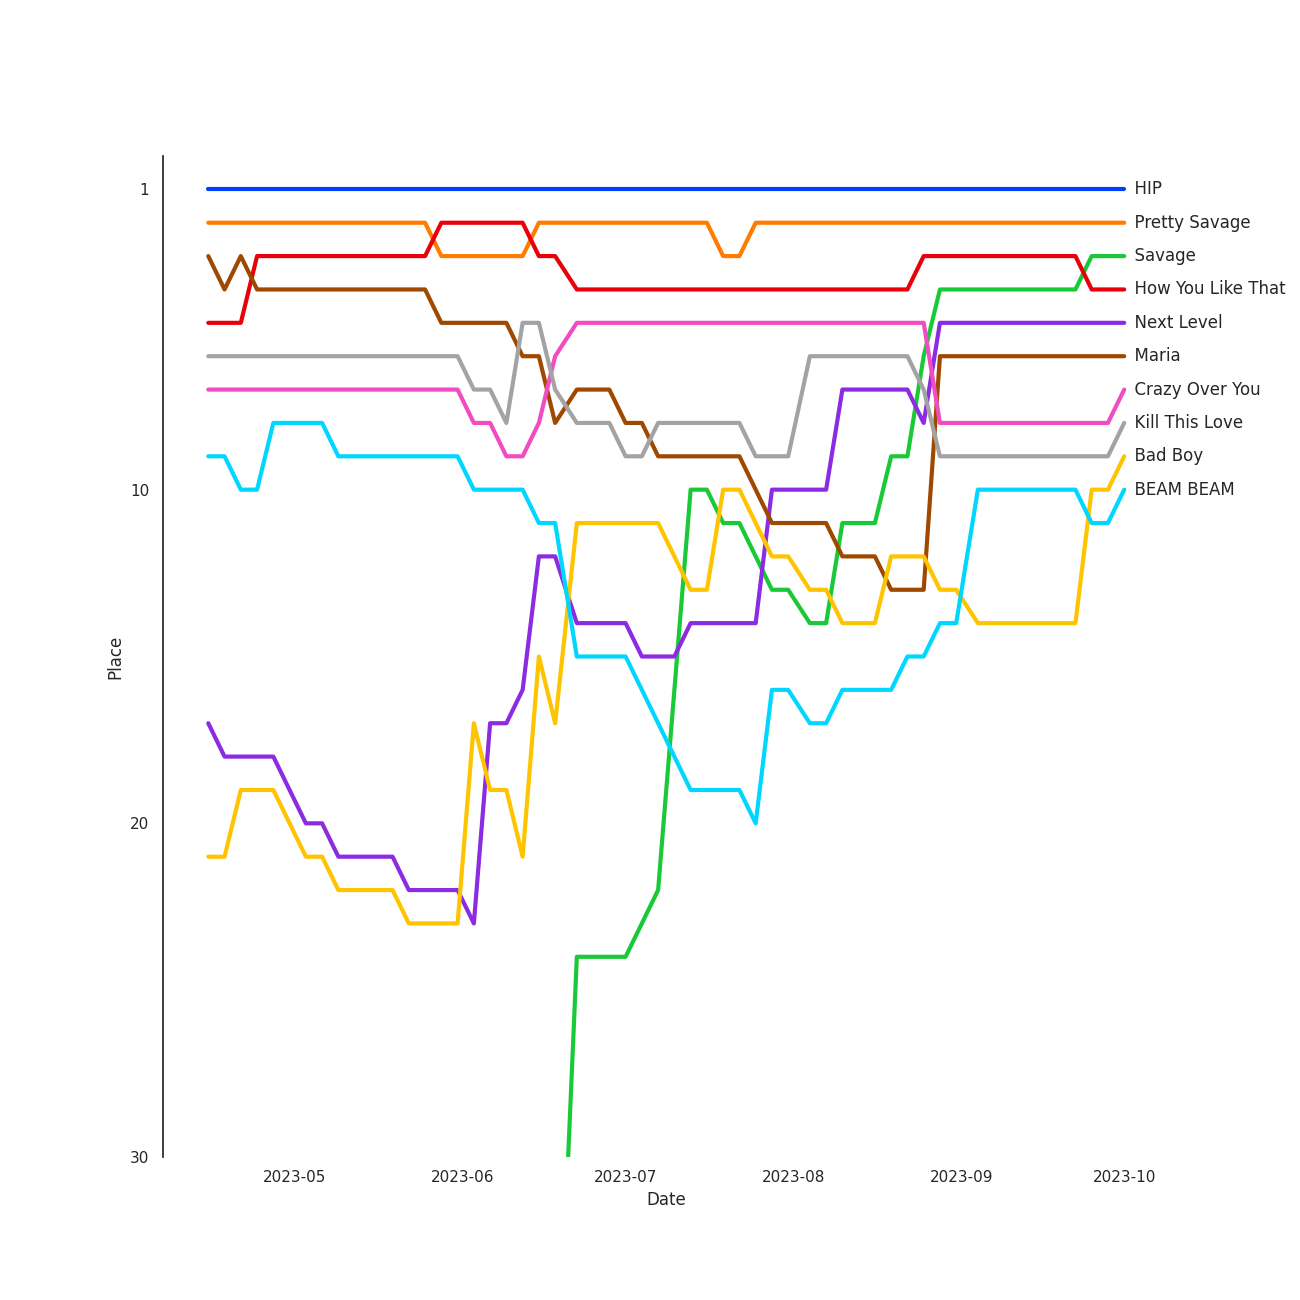 1
10
20
30
Place
2023-05
2023-06
2023-07
2023-08
2023-09
2023-10
Date
HIP
Pretty Savage
Savage
How You Like That
Next Level
Maria
Crazy Over You
Kill This Love
Bad Boy
BEAM BEAM